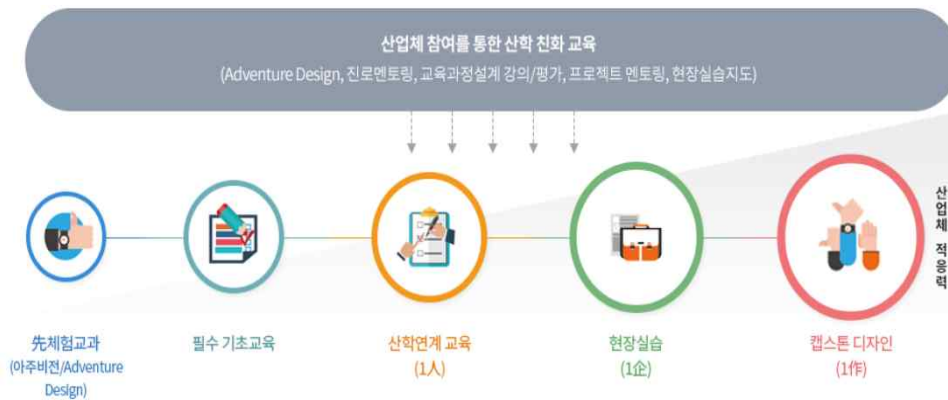 산업체 참여를 통한 산학 친화 교육
(Adventure Design, 진로멘토링, 교육과정설계 강의/평가, 프로젝트 멘토링, 현장실습지도)
산업체 적응력
先체험교과
(아주비전/Adventure
Design)
필수 기초교육
산학연계 교육
(1人)
현장실습
(1企)
캡스톤 디자인
(1作)